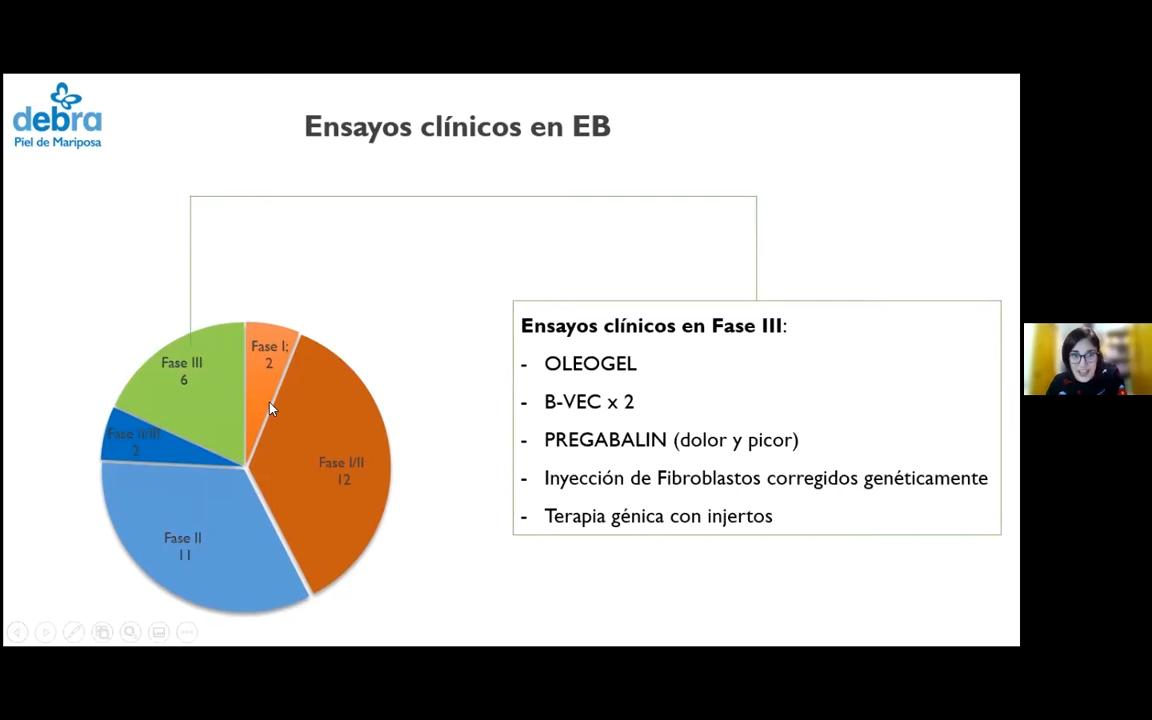 debra
Piel de Mariposa
Ensayos clínicos en EB
Fase I;
2
Fase III
6
Fase II/III;
2
Fase I/II
12
Fase II
11
Ensayos clínicos en Fase III:
- OLEOGEL
- B-VEC x 2
- PREGABALIN (dolor y picor)
- Inyección de Fibroblastos corregidos genéticamente
- Terapia génica con injertos